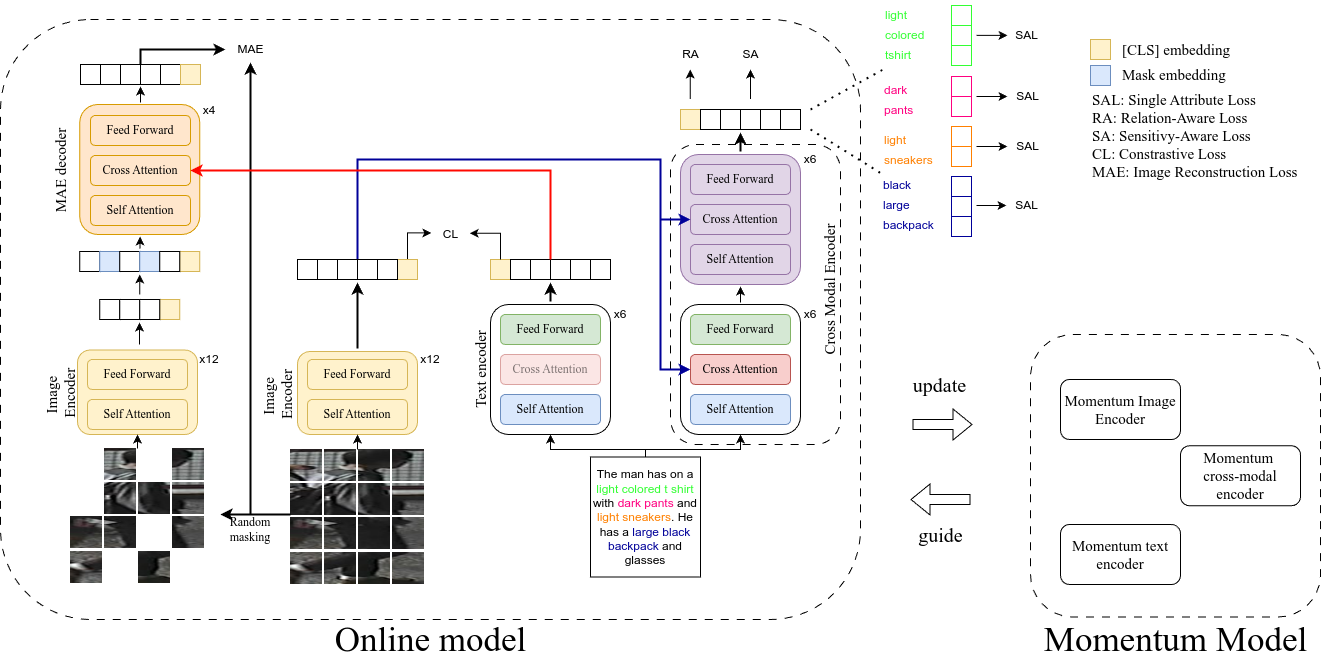 MAE
x4
Feed Forward
Cross Attention
Self Attention
MAE decoder
x12
Feed Forward
Self Attention
Image
Encoder
Random
masking
x12
Feed Forward
Self Attention
Image
Encoder
CL
x6
Feed Forward
Cross Attention
Self Attention
Text encoder
The man has on a
light colored t shirt
with dark pants and
light sneakers. He
has a large black
backpack and
glasses
RA
SA
x6
Feed Forward
Cross Attention
Self Attention
x6
Feed Forward
Cross Attention
Self Attention
Cross Modal Encoder
light
colored
tshirt
SAL
dark
pants
SAL
light
sneakers
SAL
black
large
backpack
SAL
[CLS] embedding
Mask embedding
SAL: Single Attribute Loss
RA: Relation-Aware Loss
SA: Sensitivy-Aware Loss
CL: Constrastive Loss
MAE: Image Reconstruction Loss
update
guide
Momentum Image
Encoder
Momentum
cross-modal
encoder
Momentum text
encoder
Online model
Momentum Model